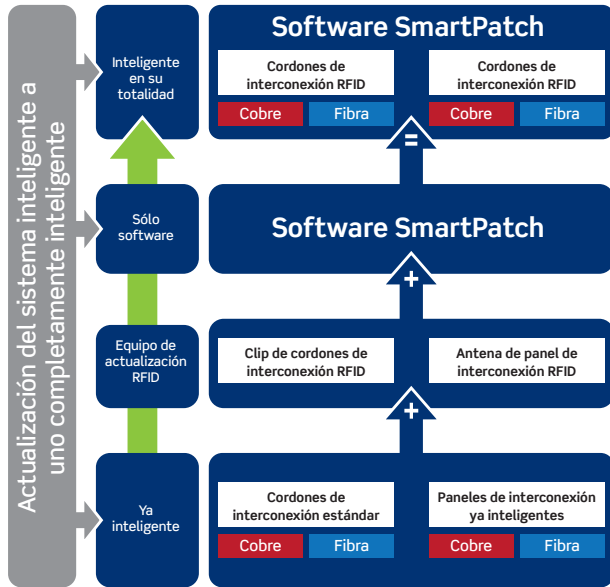 Actualización del sistema inteligente a
uno completamente inteligente
Inteligente
en su
totalidad
Software SmartPatch
Cordones de
interconexión RFID
Cobre
Fibra
Cordones de
interconexión RFID
Cobre
Fibra
=
Sólo
software
Software SmartPatch
+
Equipo de
actualización
RFID
Clip de cordones de
interconexión RFID
Antena de panel de
interconexión RFID
+
Ya
inteligente
Cordones de
interconexión estándar
Cobre
Fibra
Paneles de interconexión
ya inteligentes
Cobre
Fibra